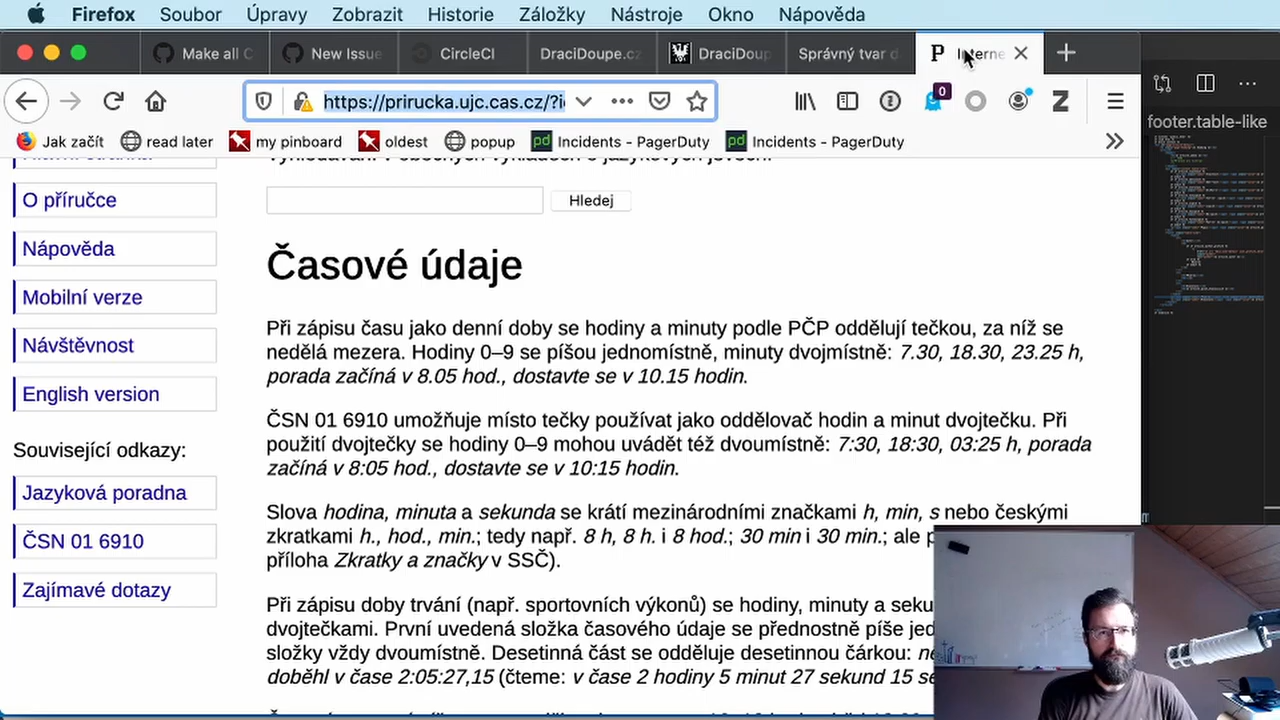 Firefox Soubor Úpravy Zobrazit Historie Záložky Nástroje Okno Nápověda
Make all C New Issue CircleCI DraciDoupe.cz DraciDoup Správný tvar d Interne
https://prirucka.ujc.cas.cz/?i 0
Jak začít read later my pinboard oldest popup Incidents - PagerDuty Incidents - PagerDuty
footer.table-like
O příručce
Nápověda
Mobilní verze
Návštěvnost
English version
Související odkazy:
Jazyková poradna
ČSN 01 6910
Zajímavé dotazy
Hledej
Časové údaje
Při zápisu času jako denní doby se hodiny a minuty podle PČP oddělují tečkou, za níž se
nedělá mezera. Hodiny 0–9 se píšou jednomístně, minuty dvojmístně: 7.30, 18.30, 23.25 h,
porada začíná v 8.05 hod., dostavte se v 10.15 hodin.
ČSN 01 6910 umožňuje místo tečky používat jako oddělovač hodin a minut dvojtečku. Při
použití dvojtečky se hodiny 0–9 mohou uvádět též dvoumístně: 7:30, 18:30, 03:25 h, porada
začíná v 8:05 hod., dostavte se v 10:15 hodin.
Slova hodina, minuta a sekunda se krátí mezinárodními značkami h, min, s nebo českými
zkratkami h., hod., min.; tedy např. 8 h, 8 h. i 8 hod.; 30 min i 30 min.; ale p
příloha Zkratky a značky v SSČ).
Při zápisu doby trvání (např. sportovních výkonů) se hodiny, minuty a seku
dvojtečkami. První uvedená složka časového údaje se přednostně píše jed
složky vždy dvoumístně. Desetinná část se odděluje desetinnou čárkou: ne
doběhl v čase 2:05:27,15 (čteme: v čase 2 hodiny 5 minut 27 sekund 15 se